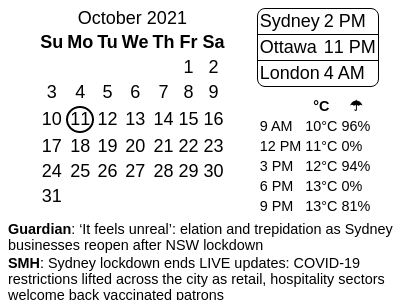 October 2021
Su Mo Tu We Th Fr Sa
1 2
3 4 5 6 7 8 9
10 11 12 13 14 15 16
17 18 19 20 21 22 23
24 25 26 27 28 29 30
31
Sydney 2 PM
Ottawa 11 PM
London 4 AM
°C ☂
9 AM 10°C 96%
12 PM 11°C 0%
3 PM 12°C 94%
6 PM 13°C 0%
9 PM 13°C 81%
Guardian: ‘It feels unreal’: elation and trepidation as Sydney
businesses reopen after NSW lockdown
SMH: Sydney lockdown ends LIVE updates: COVID-19
restrictions lifted across the city as retail, hospitality sectors
welcome back vaccinated patrons